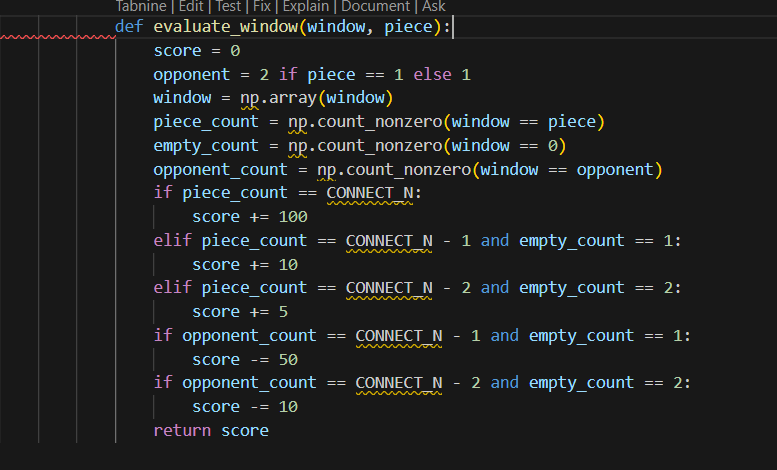 Tabnine | Edit | Test | Fix | Explain | Document | Ask
def evaluate_window(window, piece):
    score = 0
    opponent = 2 if piece == 1 else 1
    window = np.array(window)
    piece_count = np.count_nonzero(window == piece)
    empty_count = np.count_nonzero(window == 0)
    opponent_count = np.count_nonzero(window == opponent)
    if piece_count == CONNECT_N:
        score += 100
    elif piece_count == CONNECT_N - 1 and empty_count == 1:
        score += 10
    elif piece_count == CONNECT_N - 2 and empty_count == 2:
        score += 5
    if opponent_count == CONNECT_N - 1 and empty_count == 1:
        score -= 50
    if opponent_count == CONNECT_N - 2 and empty_count == 2:
        score -= 10
    return score